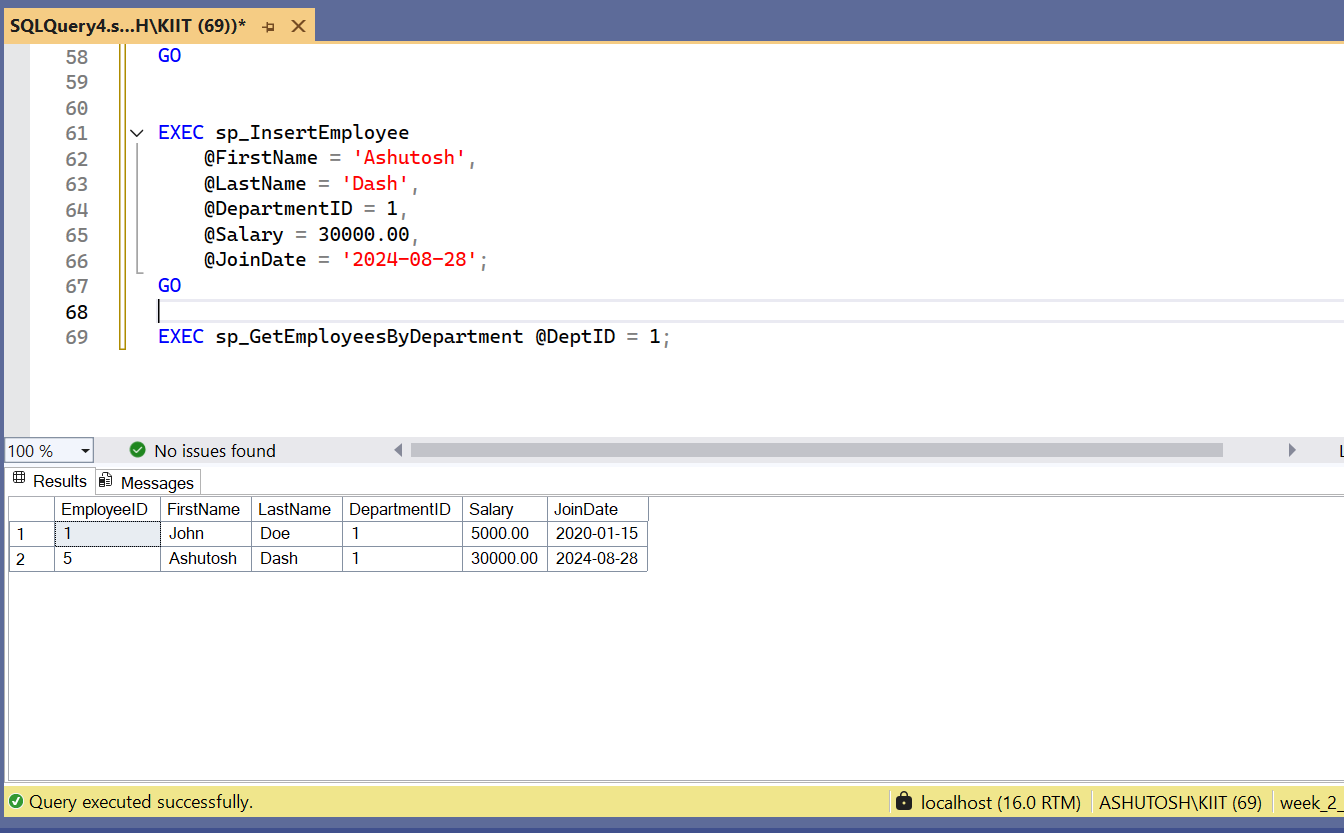 SQLQuery4.s...H\KIIT (69))*
58 GO
59
60
61 EXEC sp_InsertEmployee
62 @FirstName = 'Ashutosh',
63 @LastName = 'Dash',
64 @DepartmentID = 1,
65 @Salary = 30000.00,
66 @JoinDate = '2024-08-28';
67 GO
68
69 EXEC sp_GetEmployeesByDepartment @DeptID = 1;
100 % No issues found
Results Messages
EmployeeID FirstName LastName DepartmentID Salary JoinDate
1 1 John Doe 1 5000.00 2020-01-15
2 5 Ashutosh Dash 1 30000.00 2024-08-28
Query executed successfully. localhost (16.0 RTM) ASHUTOSH\KIIT (69) week_2_